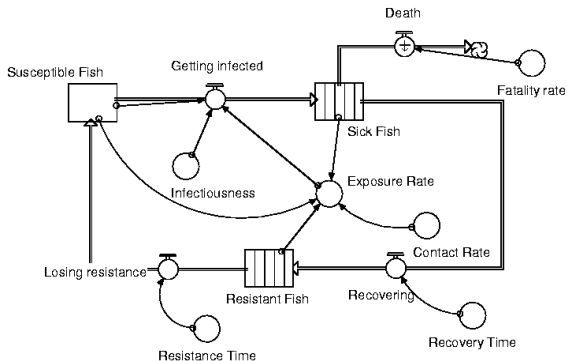 Death
Susceptible Fish
Getting infected
Fatality rate
Sick Fish
Infectiousness
Exposure Rate
Contact Rate
Losing resistance
Resistant Fish
Recovering
Resistance Time
Recovery Time